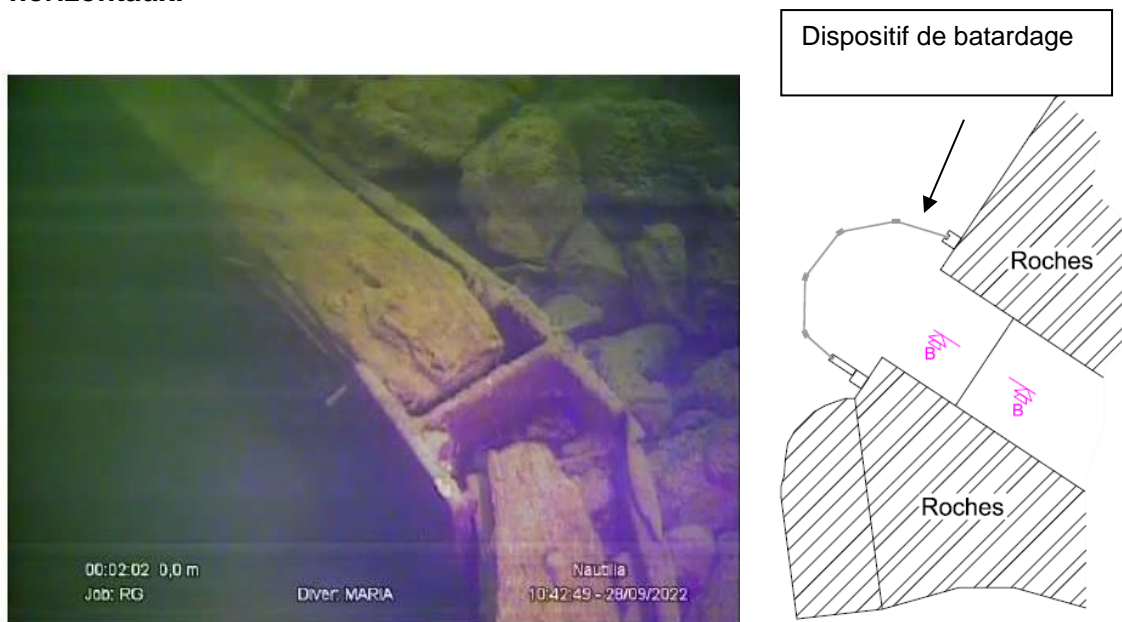 horizontaux.
Dispositif de batardage
Roches
B
B
Roches
00:02:02 0,0 m
Job: RG
Diver: MARIA
Nautilia
10:42:49 - 28/09/2022